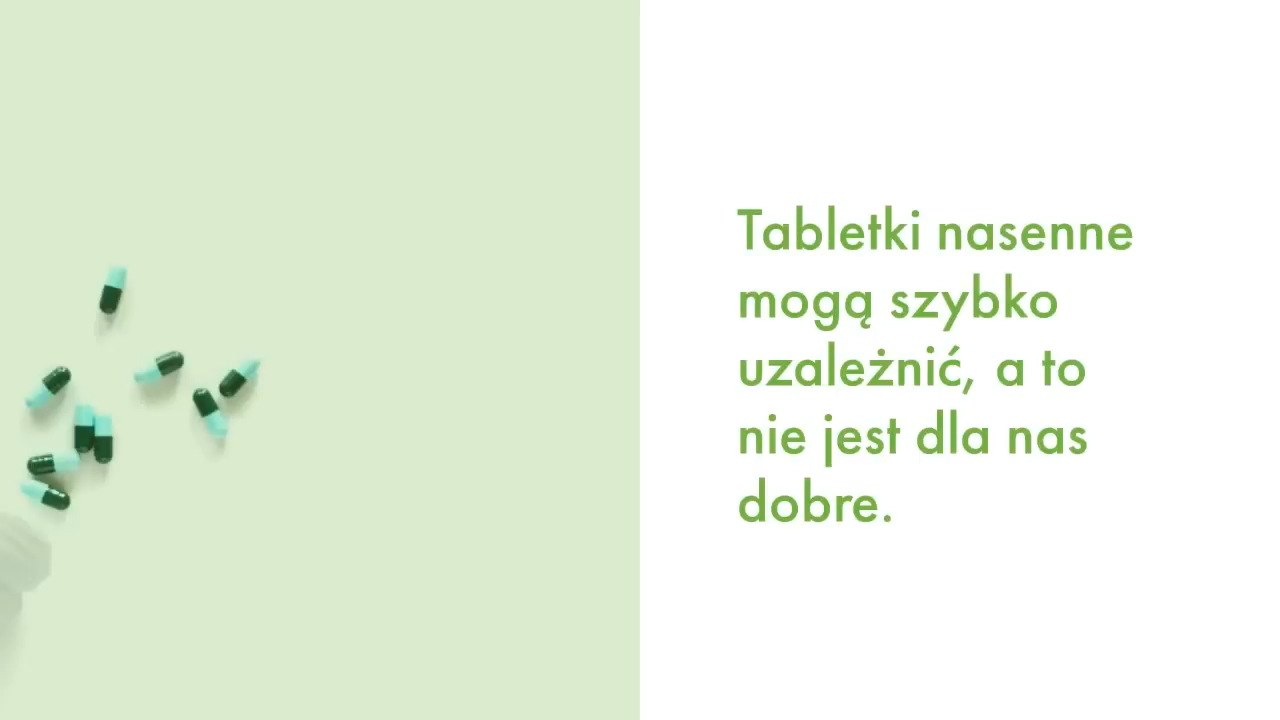 Tabletki nasenne
mogą szybko
uzależnić, a to
nie jest dla nas
dobre.